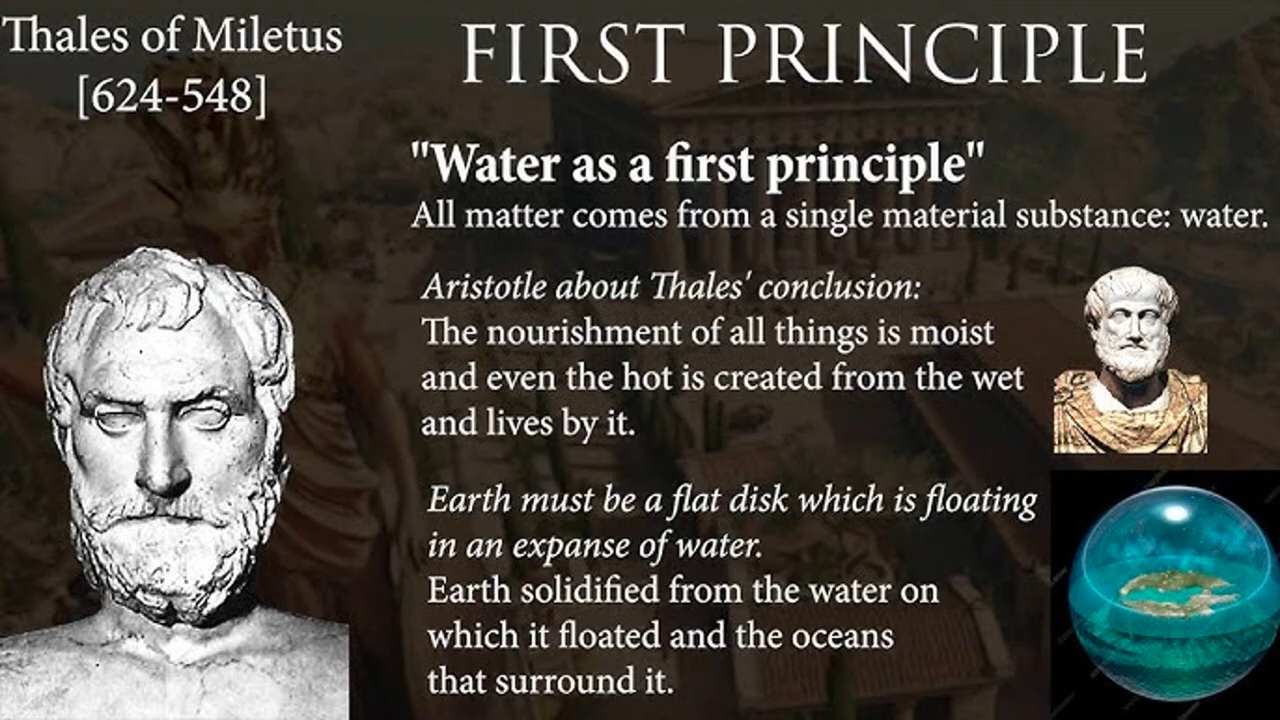 Thales of Miletus
[624-548]
FIRST PRINCIPLE
"Water as a first principle"
All matter comes from a single material substance: water.
Aristotle about Thales' conclusion:
The nourishment of all things is moist
and even the hot is created from the wet
and lives by it.
Earth must be a flat disk which is floating
in an expanse of water.
Earth solidified from the water on
which it floated and the oceans
that surround it.